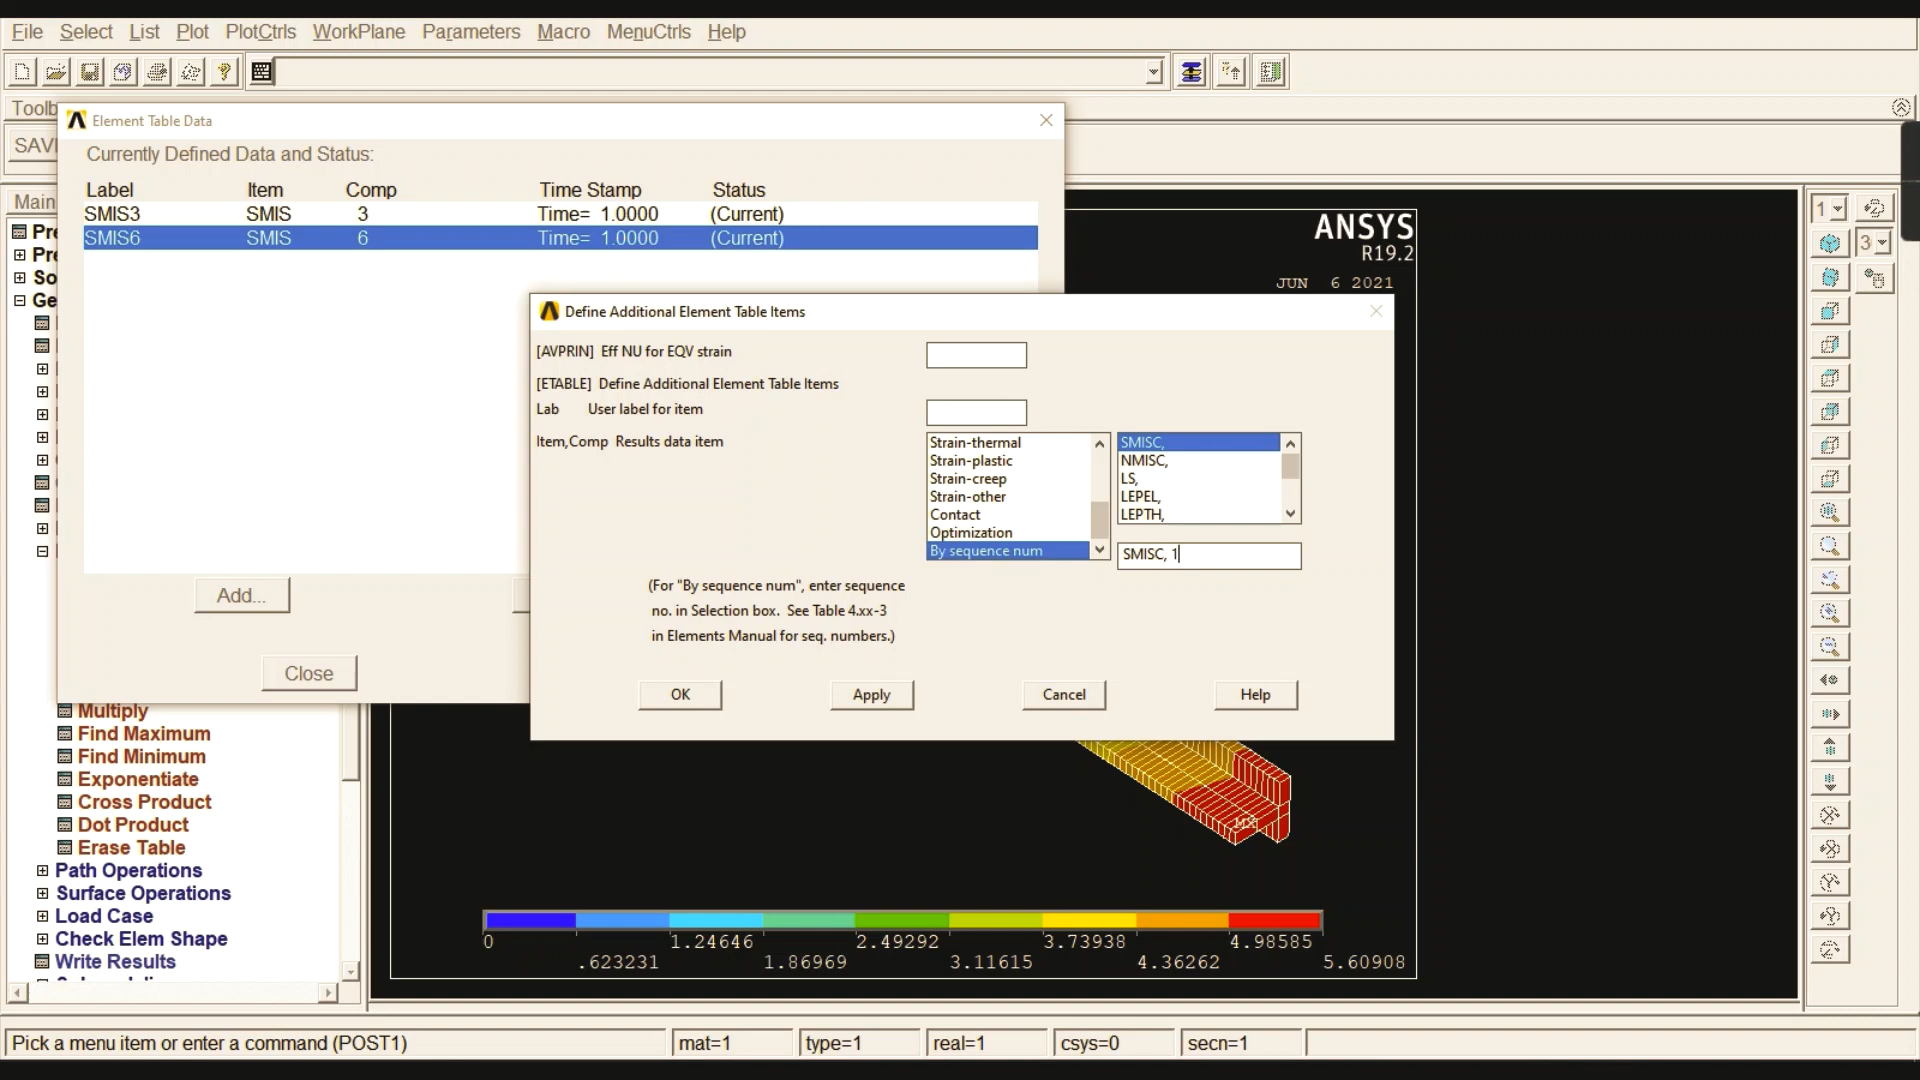 File Select List Plot PlotCtrls WorkPlane Parameters Macro MenuCtrls Help
Toolb
SAV
Element Table Data
Currently Defined Data and Status:
Label Item Comp Time Stamp Status
SMIS3 SMIS 3 Time= 1.0000 (Current)
SMIS6 SMIS 6 Time= 1.0000 (Current)
Add...
Close
Main
Pre
Pre
So
Ge
Multiply
Find Maximum
Find Minimum
Exponentiate
Cross Product
Dot Product
Erase Table
Path Operations
Surface Operations
Load Case
Check Elem Shape
Write Results
ANSYS
R19.2
JUN 6 2021
Define Additional Element Table Items
[AVPRIN] Eff NU for EQV strain
[ETABLE] Define Additional Element Table Items
Lab User label for item
Item,Comp Results data item
Strain-thermal
Strain-plastic
Strain-creep
Strain-other
Contact
Optimization
By sequence num
SMISC,
NMISC,
LS,
LEPEL,
LEPTH,
SMISC, 1
(For "By sequence num", enter sequence
no. in Selection box. See Table 4.xx-3
in Elements Manual for seq. numbers.)
OK Apply Cancel Help
MX
0 1.24646 2.49292 3.73938 4.98585
.623231 1.86969 3.11615 4.36262 5.60908
1
3
Pick a menu item or enter a command (POST1) mat=1 type=1 real=1 csys=0 secn=1